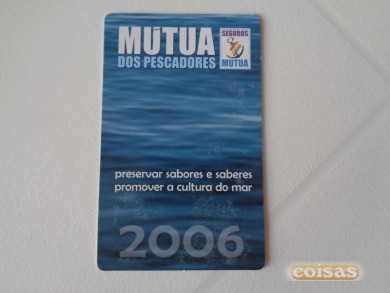 MÚTUA
DOS PESCADORES
SEGUROS
MÚTUA
preservar sabores e saberes
promover a cultura do mar
2006
coisas